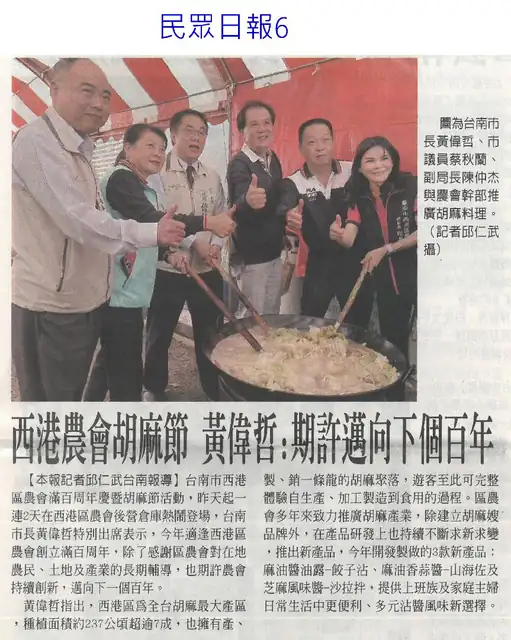 民眾日報6
圖為台南市
長黃偉哲、市
議員蔡秋蘭、
副局長陳仲杰
與農會幹部推
廣胡麻料理。
（記者邱仁武
攝）
西港農會胡麻節 黃偉哲：期許邁向下個百年
【本報記者邱仁武台南報導】台南市西港
區農會滿百周年慶暨胡麻節活動，昨天起一
連2天在西港區農會後營倉庫熱鬧登場，台南
市長黃偉哲特別出席表示，今年適逢西港區
農會創立滿百周年，除了感謝區農會對在地
農民、土地及產業的長期輔導，也期許農會
持續創新，邁向下一個百年。
黃偉哲指出，西港區為全台胡麻最大產區
，種植面積約237公頃超逾7成，也擁有產、
製、銷一條龍的胡麻聚落，遊客至此可完整
體驗自生產、加工製造到食用的過程。區農
會多年來致力推廣胡麻產業，除建立胡麻嫂
品牌外，在產品研發上也持續不斷求新求變
，推出新產品，今年開發製做的3款新產品：
麻油醬油露-餃子沾、麻油香蒜醬-山海佐及
芝麻風味醬-沙拉拌，提供上班族及家庭主婦
日常生活中更便利、多元沾醬風味新選擇。